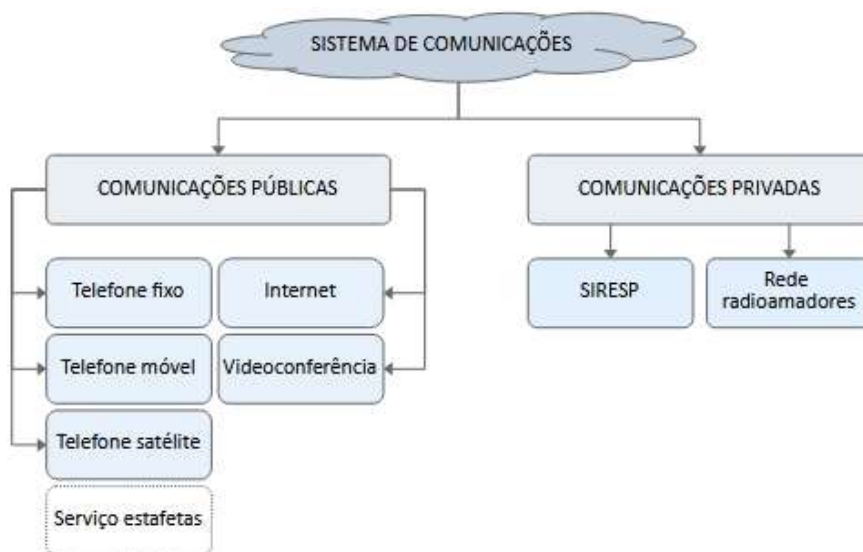 SISTEMA DE COMUNICAÇÕES
COMUNICAÇÕES PÚBLICAS
COMUNICAÇÕES PRIVADAS
Telefone fixo
Internet
SIRESP
Rede
radioamadores
Telefone móvel
Videoconferência
Telefone satélite
Serviço estafetas